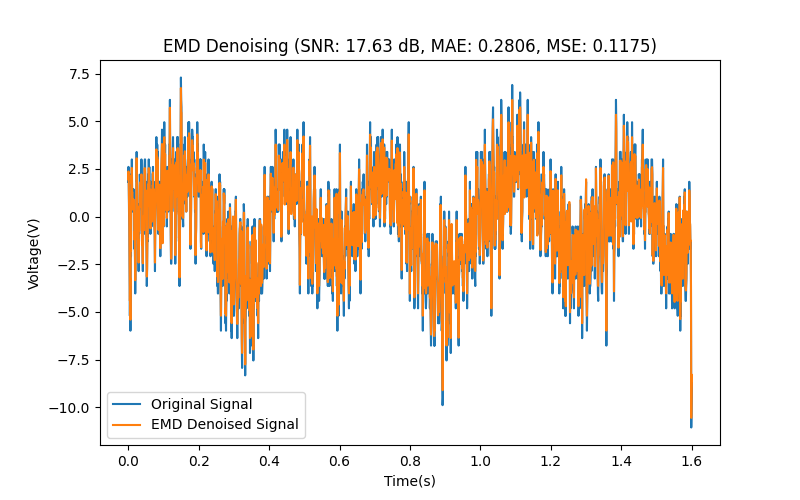 EMD Denoising (SNR: 17.63 dB, MAE: 0.2806, MSE: 0.1175)
7.5
5.0
2.5
0.0
−2.5
−5.0
−7.5
−10.0
Voltage(V)
Original Signal
EMD Denoised Signal
0.0 0.2 0.4 0.6 0.8 1.0 1.2 1.4 1.6
Time(s)